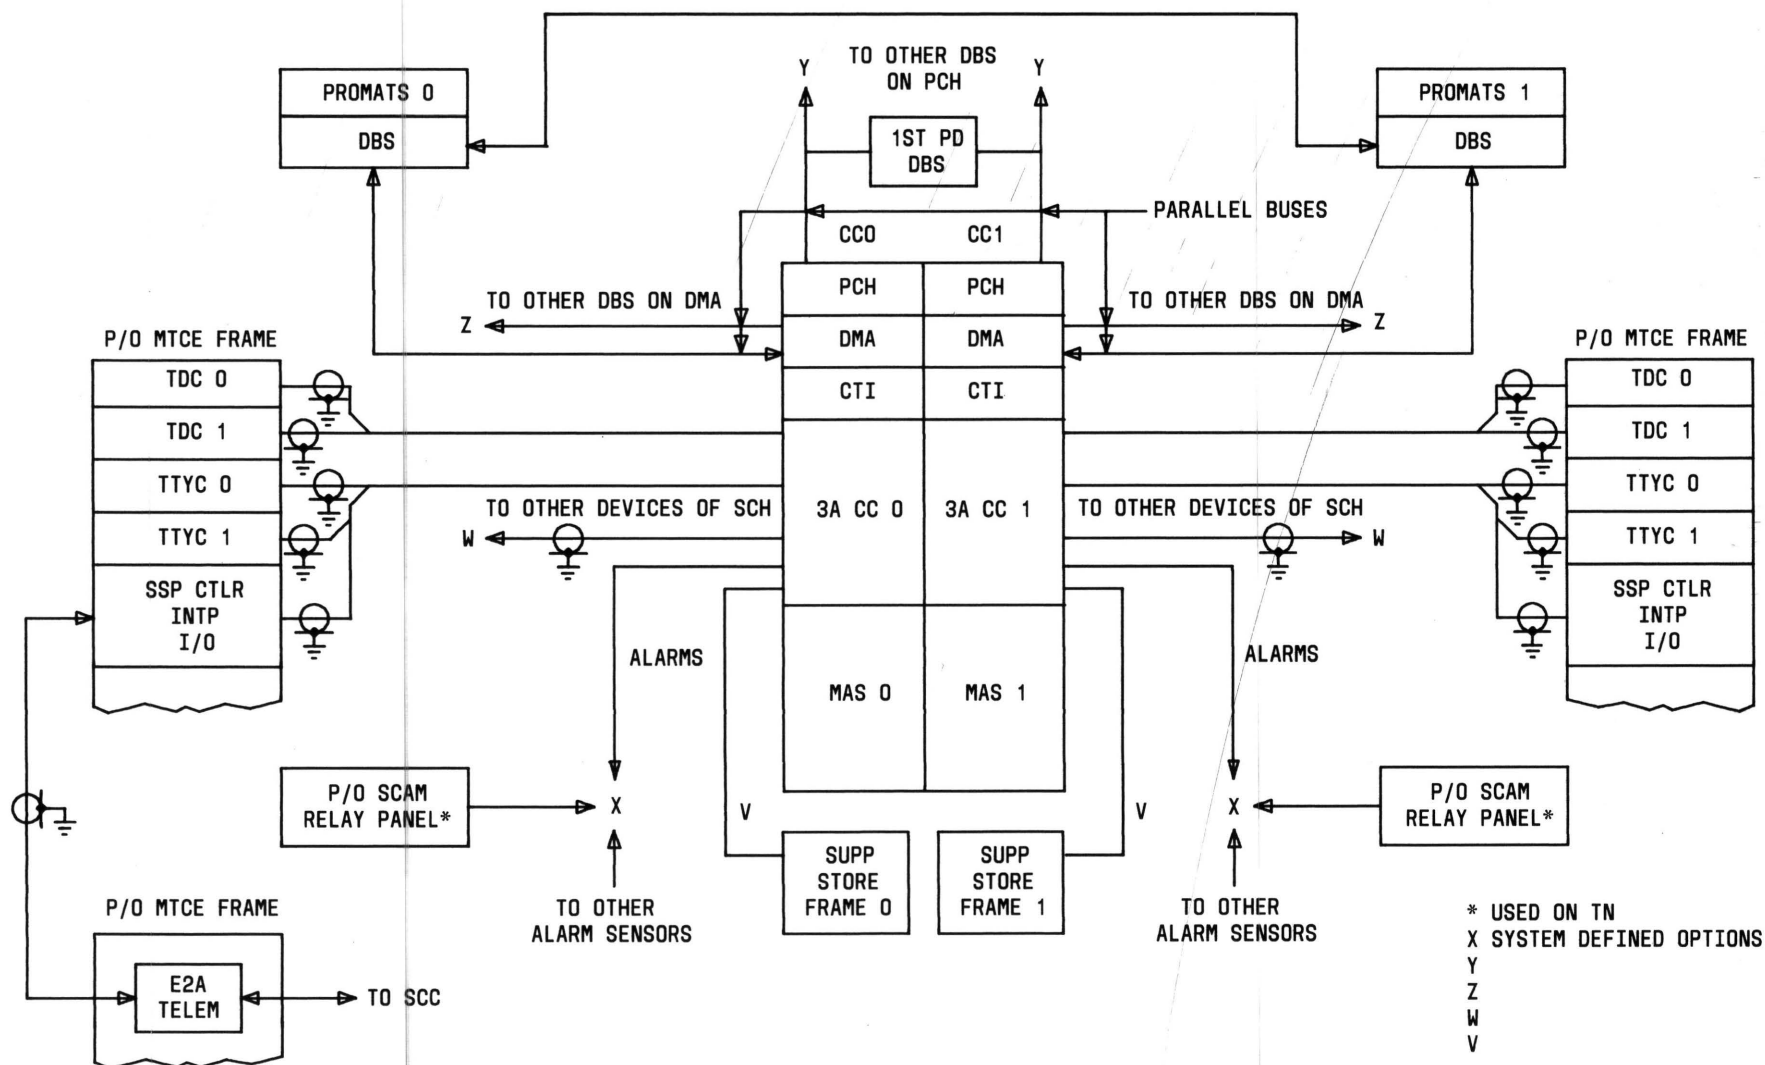 TO OTHER DBS
ON PCH
Y
Y
PROMATS 0
DBS
1ST PD
DBS
PROMATS 1
DBS
PARALLEL BUSES
CC0
CC1
PCH
PCH
TO OTHER DBS ON DMA
TO OTHER DBS ON DMA
Z
Z
DMA
DMA
CTI
CTI
P/O MTCE FRAME
TDC 0
TDC 1
TTYC 0
TTYC 1
SSP CTLR
INTP
I/O
P/O MTCE FRAME
TDC 0
TDC 1
TTYC 0
TTYC 1
SSP CTLR
INTP
I/O
TO OTHER DEVICES OF SCH
W
3A CC 0
3A CC 1
TO OTHER DEVICES OF SCH
W
ALARMS
ALARMS
MAS 0
MAS 1
P/O SCAM
RELAY PANEL*
X
V
V
X
P/O SCAM
RELAY PANEL*
TO OTHER
ALARM SENSORS
SUPP
STORE
FRAME 0
SUPP
STORE
FRAME 1
TO OTHER
ALARM SENSORS
P/O MTCE FRAME
E2A
TELEM
TO SCC
* USED ON TN
X SYSTEM DEFINED OPTIONS
Y
Z
W
V